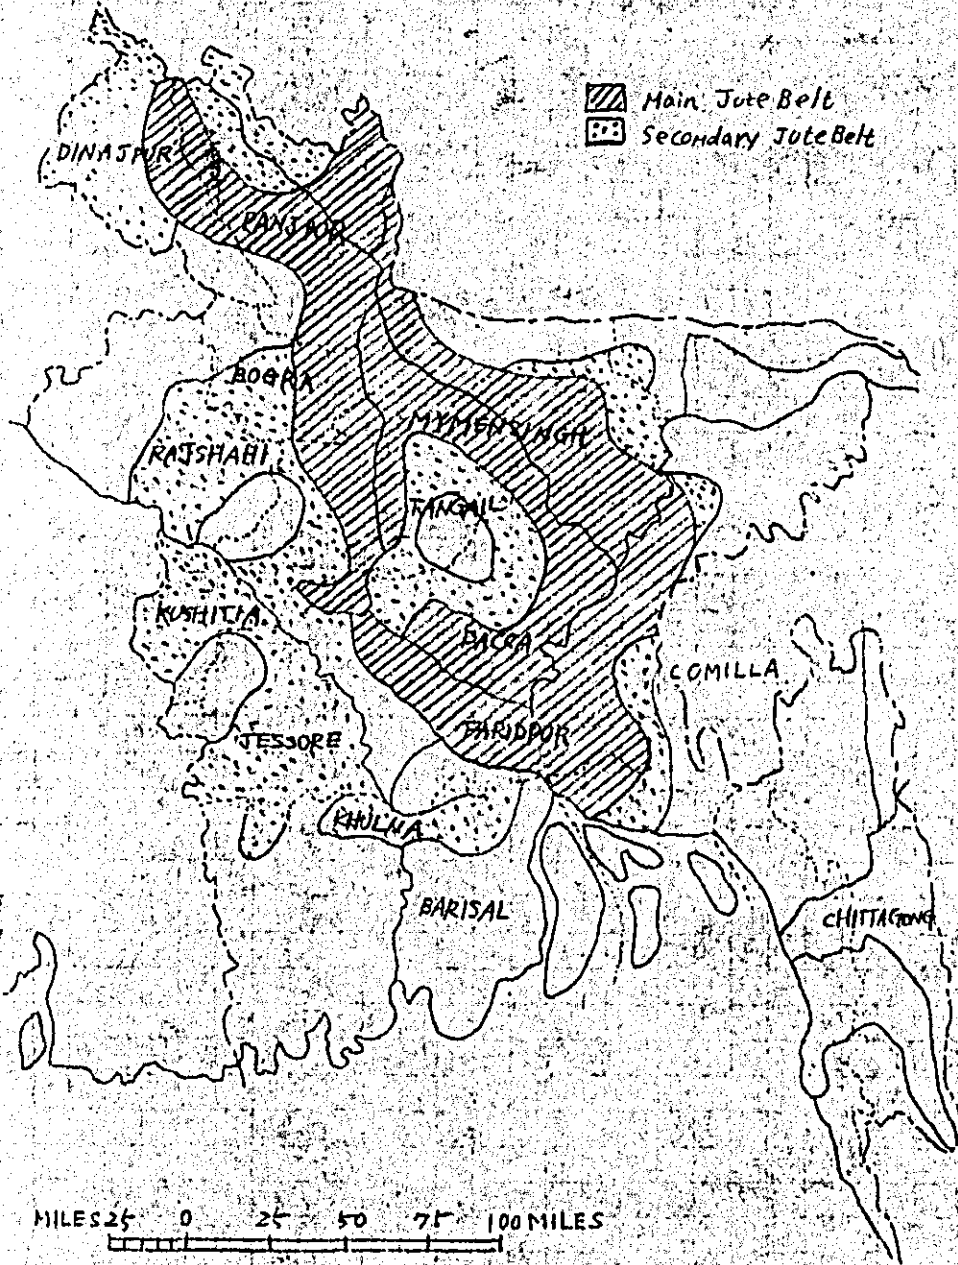 Main Jute Belt
Secondary Jute Belt
DINAJPUR
BOGRA
MYMENSINGH
RAJSHAHI
TANGAIL
KUSHITIA
DACCA
COMILLA
FARIDPUR
JESSORE
KHULNA
BARISAL
CHITTAGONG
MILES 25 0 25 50 75 100 MILES